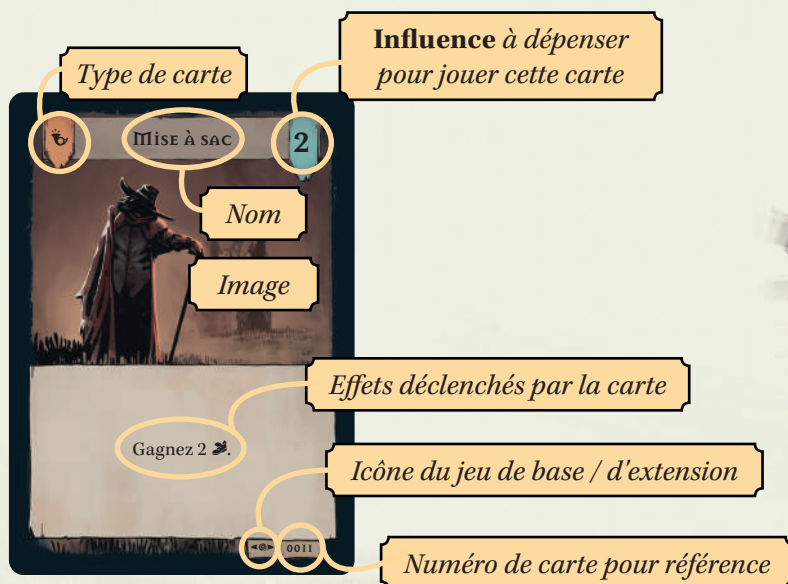 Influence à dépenser
pour jouer cette carte
Type de carte
Mise à sac
2
Nom
Image
Effets déclenchés par la carte
Gagnez 2 .
Icône du jeu de base / d'extension
0011
Numéro de carte pour référence